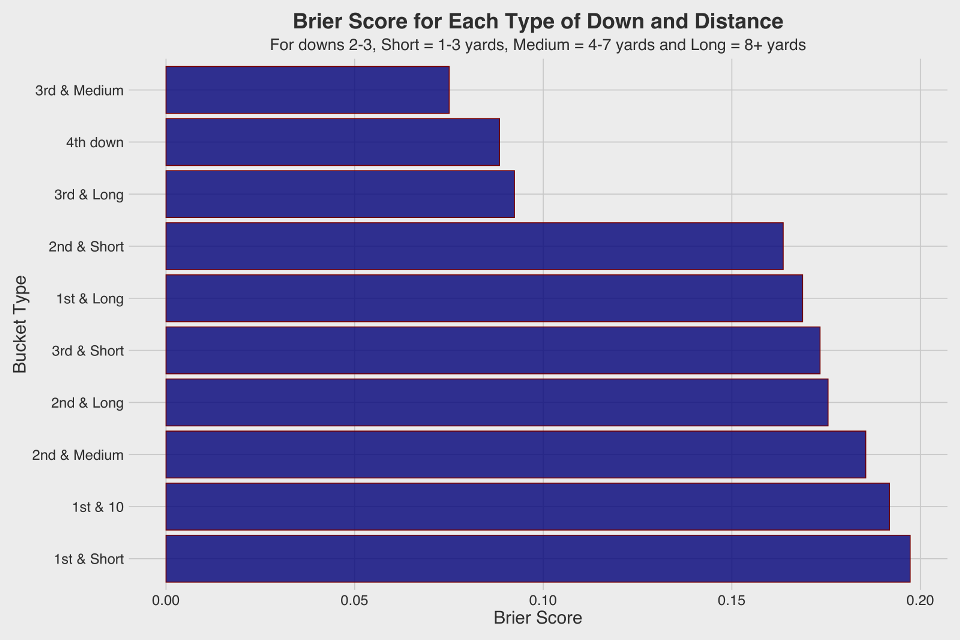 Brier Score for Each Type of Down and Distance
For downs 2-3, Short = 1-3 yards, Medium = 4-7 yards and Long = 8+ yards
Bucket Type
3rd & Medium
4th down
3rd & Long
2nd & Short
1st & Long
3rd & Short
2nd & Long
2nd & Medium
1st & 10
1st & Short
0.00 0.05 0.10 0.15 0.20
Brier Score